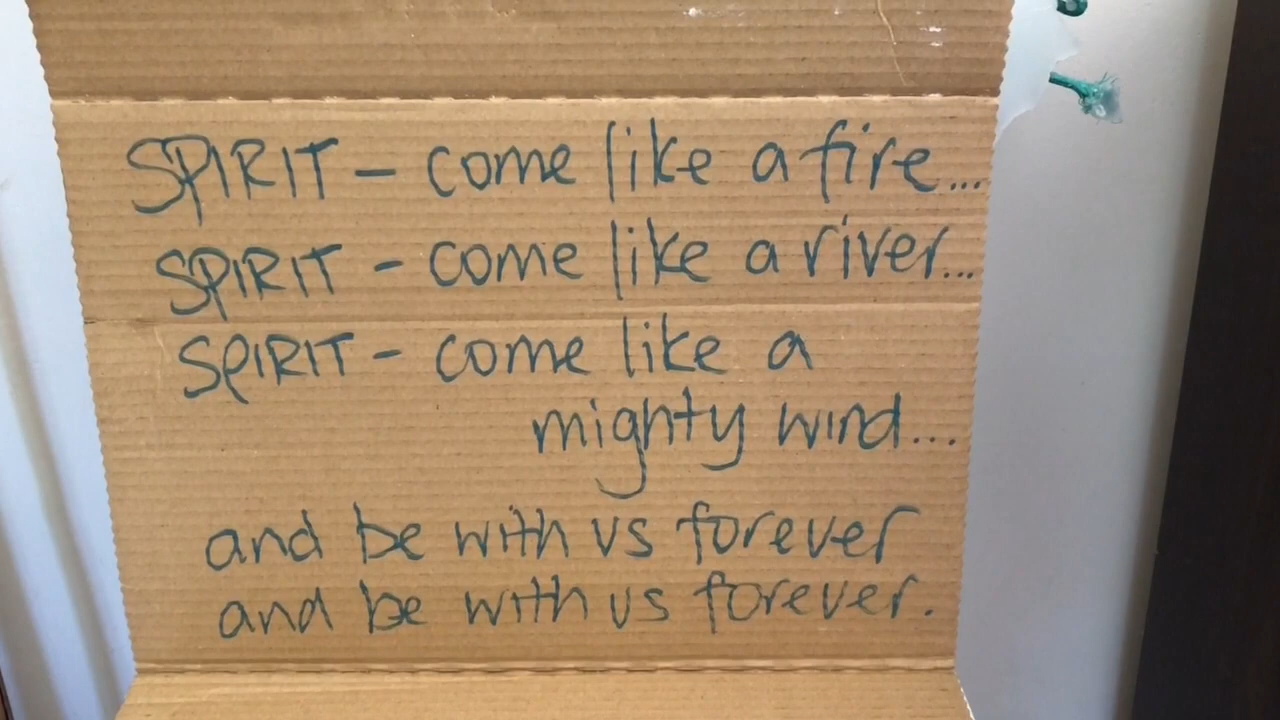 SPIRIT – come like a fire...
SPIRIT - come like a river...
SPIRIT - come like a
mighty wind...
and be with us forever
and be with us forever.